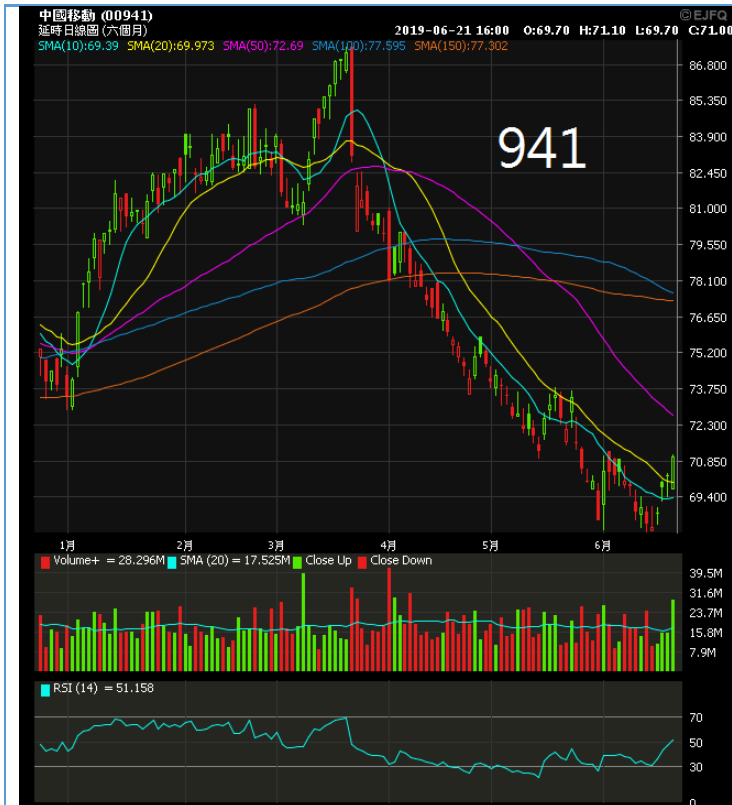 中國移動 (00941)
©EJFQ
延時日線圖 (六個月)
2019-06-21 16:00 O:69.70 H:71.10 L:69.70 C:71.00
SMA(10):69.39 SMA(20):69.973 SMA(50):72.69 SMA(100):77.595 SMA(150):77.302
86.800
85.350
941
83.900
82.450
81.000
79.550
78.100
76.650
75.200
73.750
72.300
70.850
69.400
1月 2月 3月 4月 5月 6月
Volume+ = 28.296M SMA (20) = 17.525M Close Up Close Down
39.5M
31.6M
23.7M
15.8M
7.9M
RSI (14) = 51.158
70
50
30
0